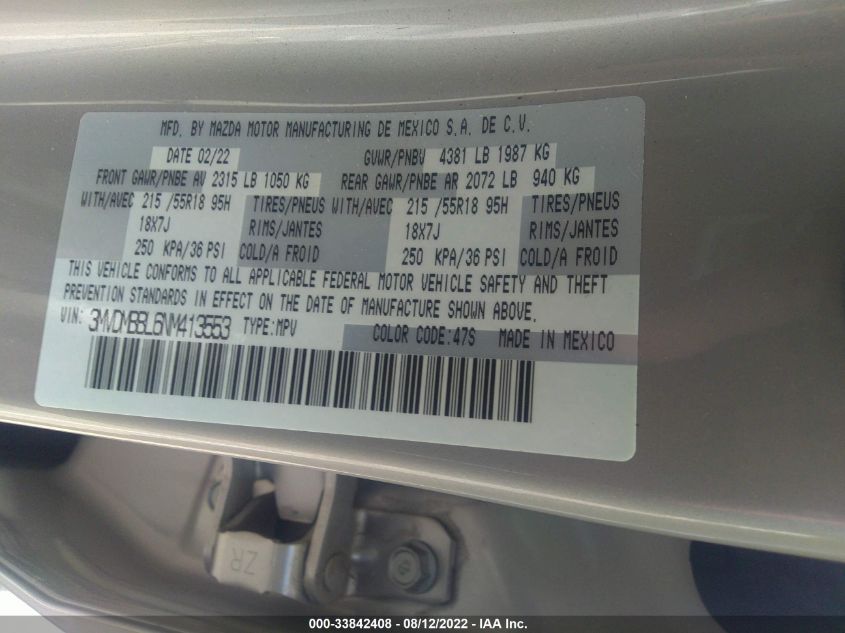 MFD. BY MAZDA MOTOR MANUFACTURING DE MEXICO S.A. DE C.V.
DATE 02/22 GVWR/PNBV 4381 LB 1987 KG
FRONT GAWR/PNBE AV 2315 LB 1050 KG REAR GAWR/PNBE AR 2072 LB 940 KG
WITH/AVEC 215 /55R18 95H TIRES/PNEUS WITH/AVEC 215 /55R18 95H TIRES/PNEUS
18X7J RIMS/JANTES 18X7J RIMS/JANTES
250 KPA/36 PSI COLD/A FROID 250 KPA/36 PSI COLD/A FROID
THIS VEHICLE CONFORMS TO ALL APPLICABLE FEDERAL MOTOR VEHICLE SAFETY AND THEFT
PREVENTION STANDARDS IN EFFECT ON THE DATE OF MANUFACTURE SHOWN ABOVE.
VIN: 3MVDMBBL6NM413553 TYPE:MPV COLOR CODE:47S MADE IN MEXICO
ZR
000-33842408 - 08/12/2022 - IAA Inc.